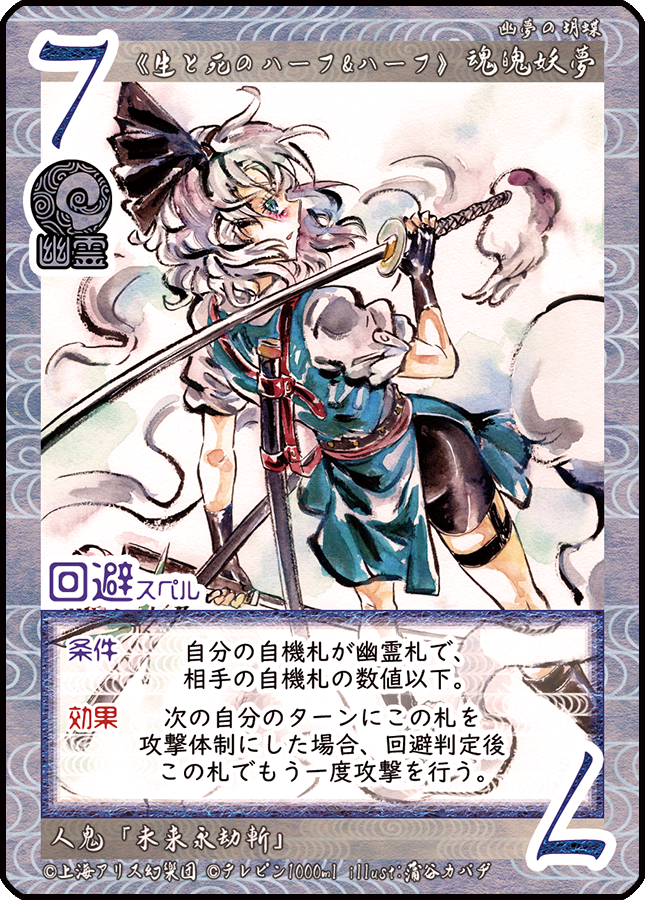 幽夢の胡蝶
7
《生と死のハーフ&ハーフ》 魂魄妖夢
幽霊
回避スペル
条件 自分の自機札が幽霊札で、
相手の自機札の数値以下。
効果 次の自分のターンにこの札を
攻撃体制にした場合、回避判定後
この札でもう一度攻撃を行う。
人鬼「未来永劫斬」
7
©上海アリス幻樂団 ©テレピン1000ml illust:蒲谷カバヂ